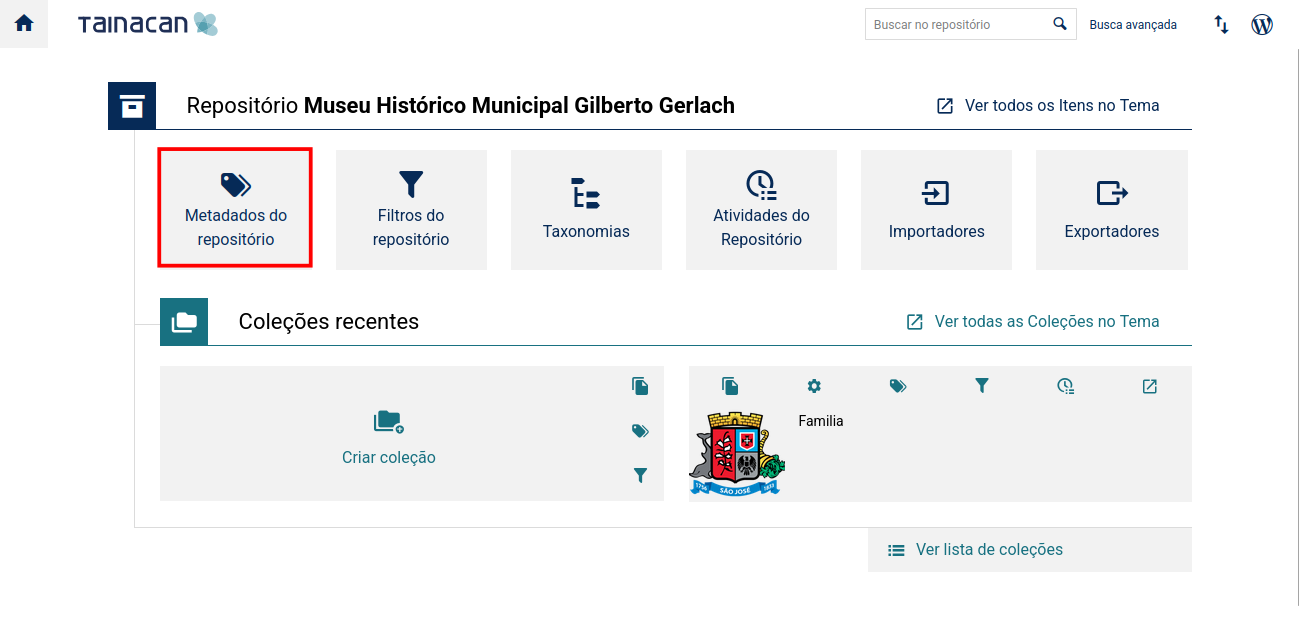 TAINACAN
Buscar no repositório
Busca avançada
Repositório Museu Histórico Municipal Gilberto Gerlach
Ver todos os Itens no Tema
Metadados do
repositório
Filtros do
repositório
Taxonomias
Atividades do
Repositório
Importadores
Exportadores
Coleções recentes
Ver todas as Coleções no Tema
Criar coleção
Familia
SÃO JOSÉ
Ver lista de coleções